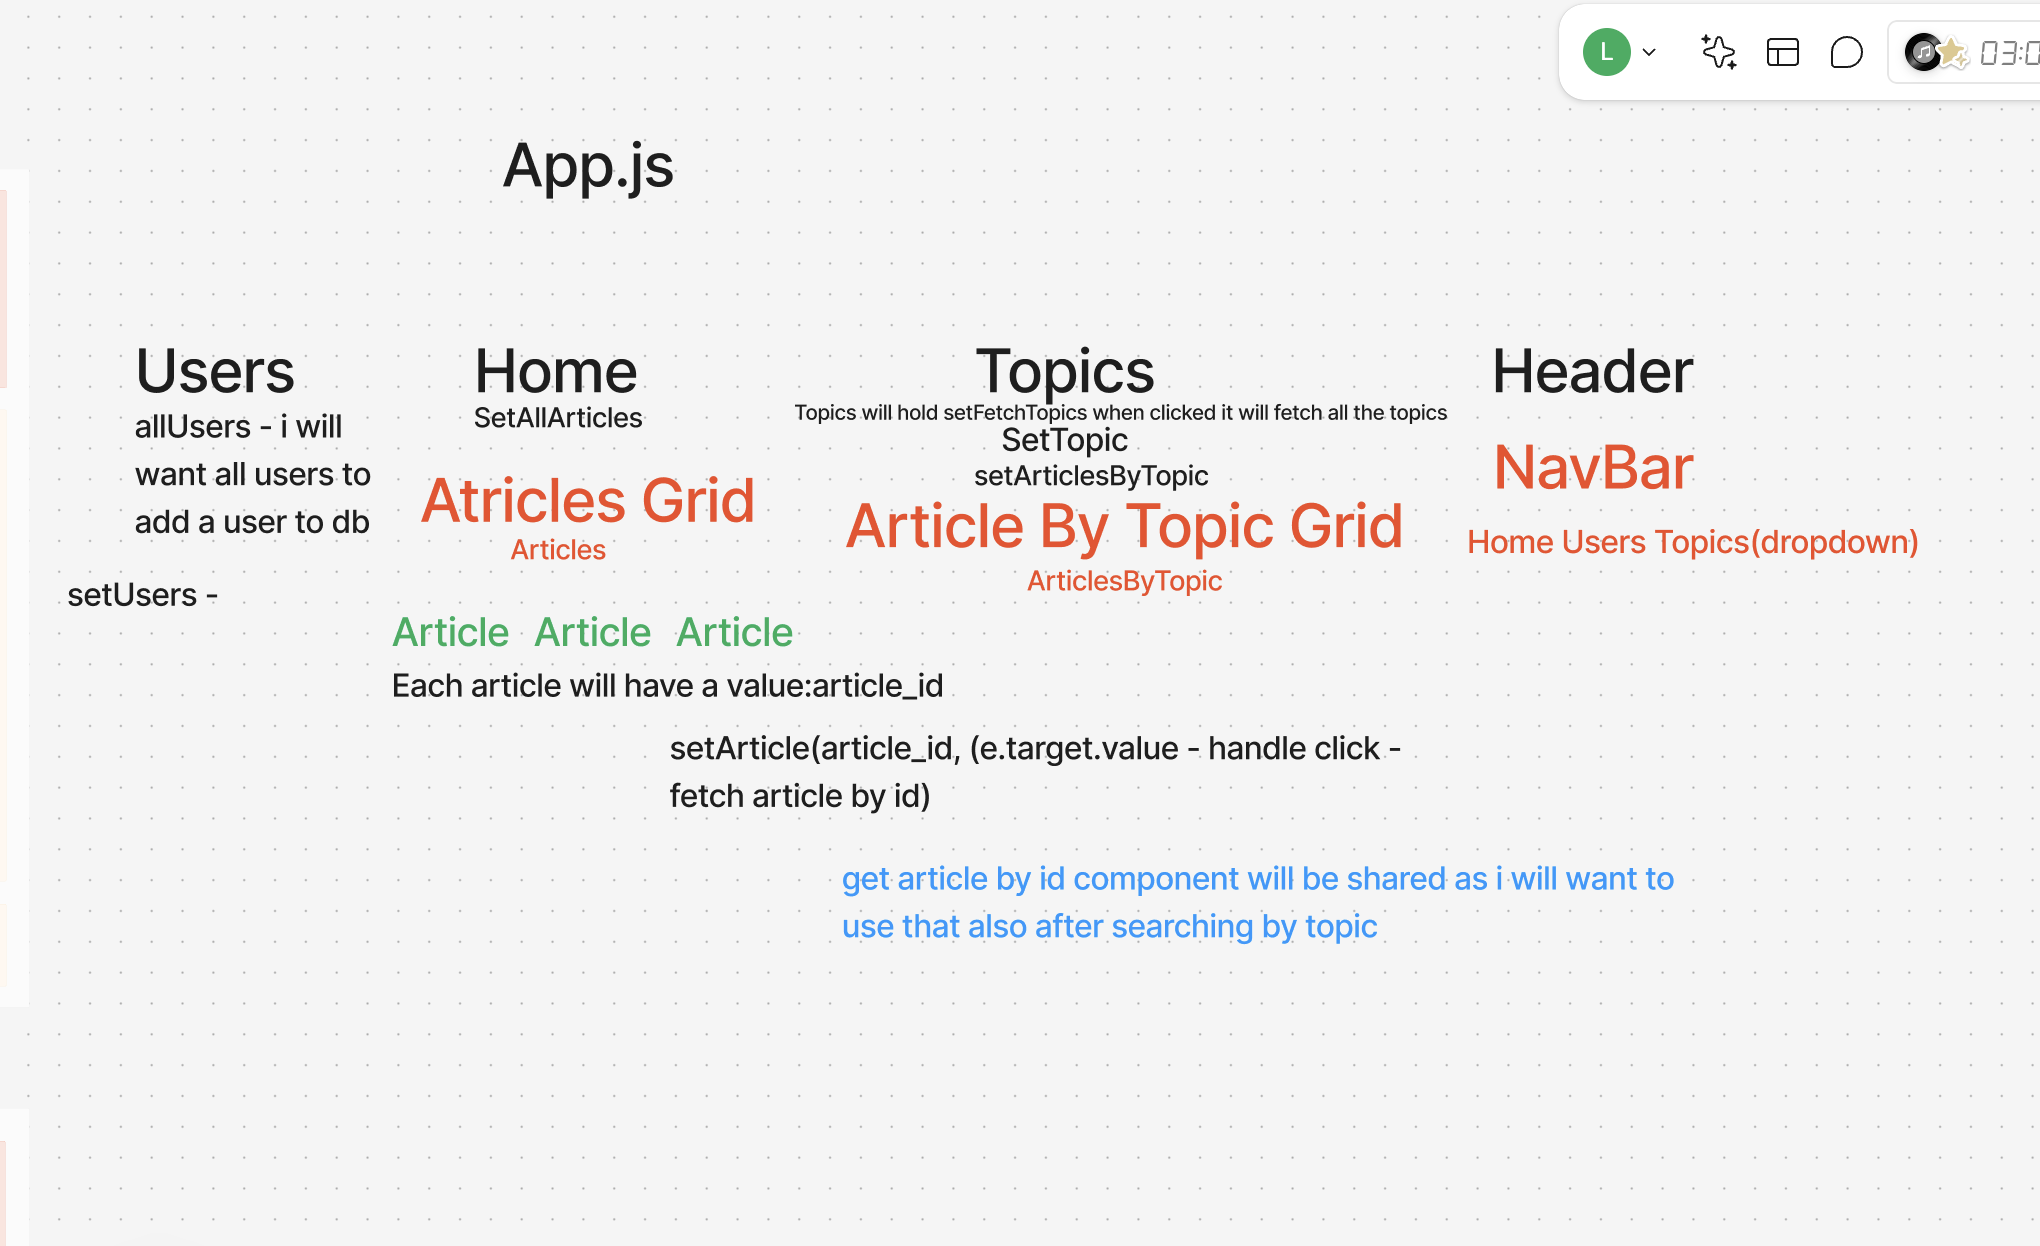 L
03:0
App.js
Users
allUsers - i will
want all users to
add a user to db
setUsers -
Home
SetAllArticles
Atricles Grid
Articles
Article Article Article
Each article will have a value:article_id
setArticle(article_id, (e.target.value - handle click -
fetch article by id)
Topics
Topics will hold setFetchTopics when clicked it will fetch all the topics
SetTopic
setArticlesByTopic
Article By Topic Grid
ArticlesByTopic
Header
NavBar
Home Users Topics(dropdown)
get article by id component will be shared as i will want to
use that also after searching by topic